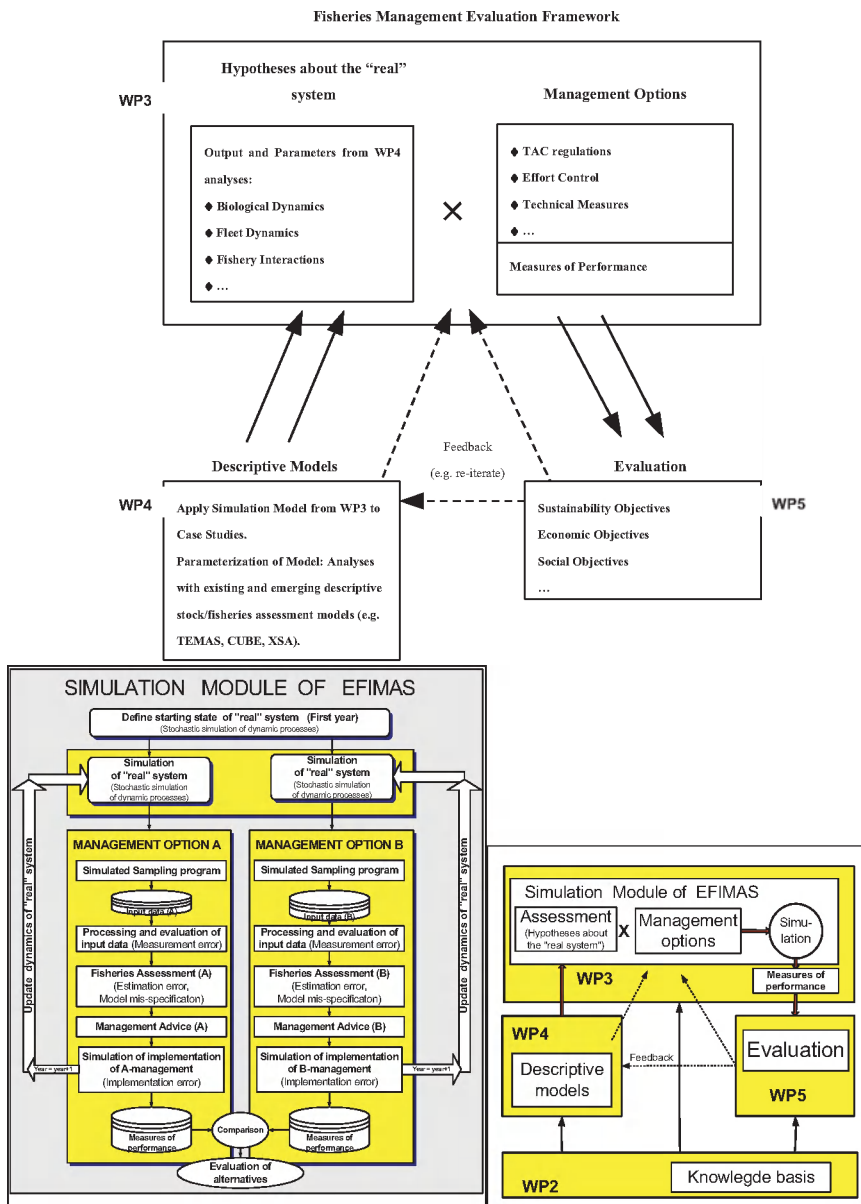 Fisheries Management Evaluation Framework
Hypotheses about the “real”
system
Management Options
WP3
Output and Parameters from WP4
analyses:
♦ Biological Dynamics
♦ Fleet Dynamics
♦ Fishery Interactions
♦ ...
×
♦ TAC regulations
♦ Effort Control
♦ Technical Measures
♦ ...
Measures of Performance
Feedback
(e.g. re-iterate)
Descriptive Models
Evaluation
WP4
Apply Simulation Model from WP3 to
Case Studies.
Parameterization of Model: Analyses
with existing and emerging descriptive
stock/fisheries assessment models (e.g.
TEMAS, CUBE, XSA).
WP5
Sustainability Objectives
Economic Objectives
Social Objectives
...
SIMULATION MODULE OF EFIMAS
Define starting state of "real" system (First year)
(Stochastic simulation of dynamic processes)
Simulation
of "real" system
(Stochastic simulation
of dynamic processes)
Simulation
of "real" system
(Stochastic simulation
of dynamic processes)
Update dynamics of "real" system
MANAGEMENT OPTION A
Simulated Sampling program
Input data (A)
Processing and evaluation of
input data (Measurement error)
Fisheries Assessment (A)
(Estimation error,
Model mis-specificaton)
Management Advice (A)
Simulation of implementation
of A-management
(Implementation error)
Year = year+1
Measures of
performance
MANAGEMENT OPTION B
Simulated Sampling program
Input data (B)
Processing and evaluation of
input data (Measurement error)
Fisheries Assessment (B)
(Estimation error,
Model mis-specificaton)
Management Advice (B)
Simulation of implementation
of B-management
(Implementation error)
Year = year+1
Measures of
performance
Update dynamics of "real" system
Comparison
Evaluation of
alternatives
Simulation Module of EFIMAS
Assessment
(Hypotheses about
the "real system")
X
Management
options
Simu-
lation
Measures of
performance
WP3
WP4
Descriptive
models
Feedback
Evaluation
WP5
Knowlegde basis
WP2